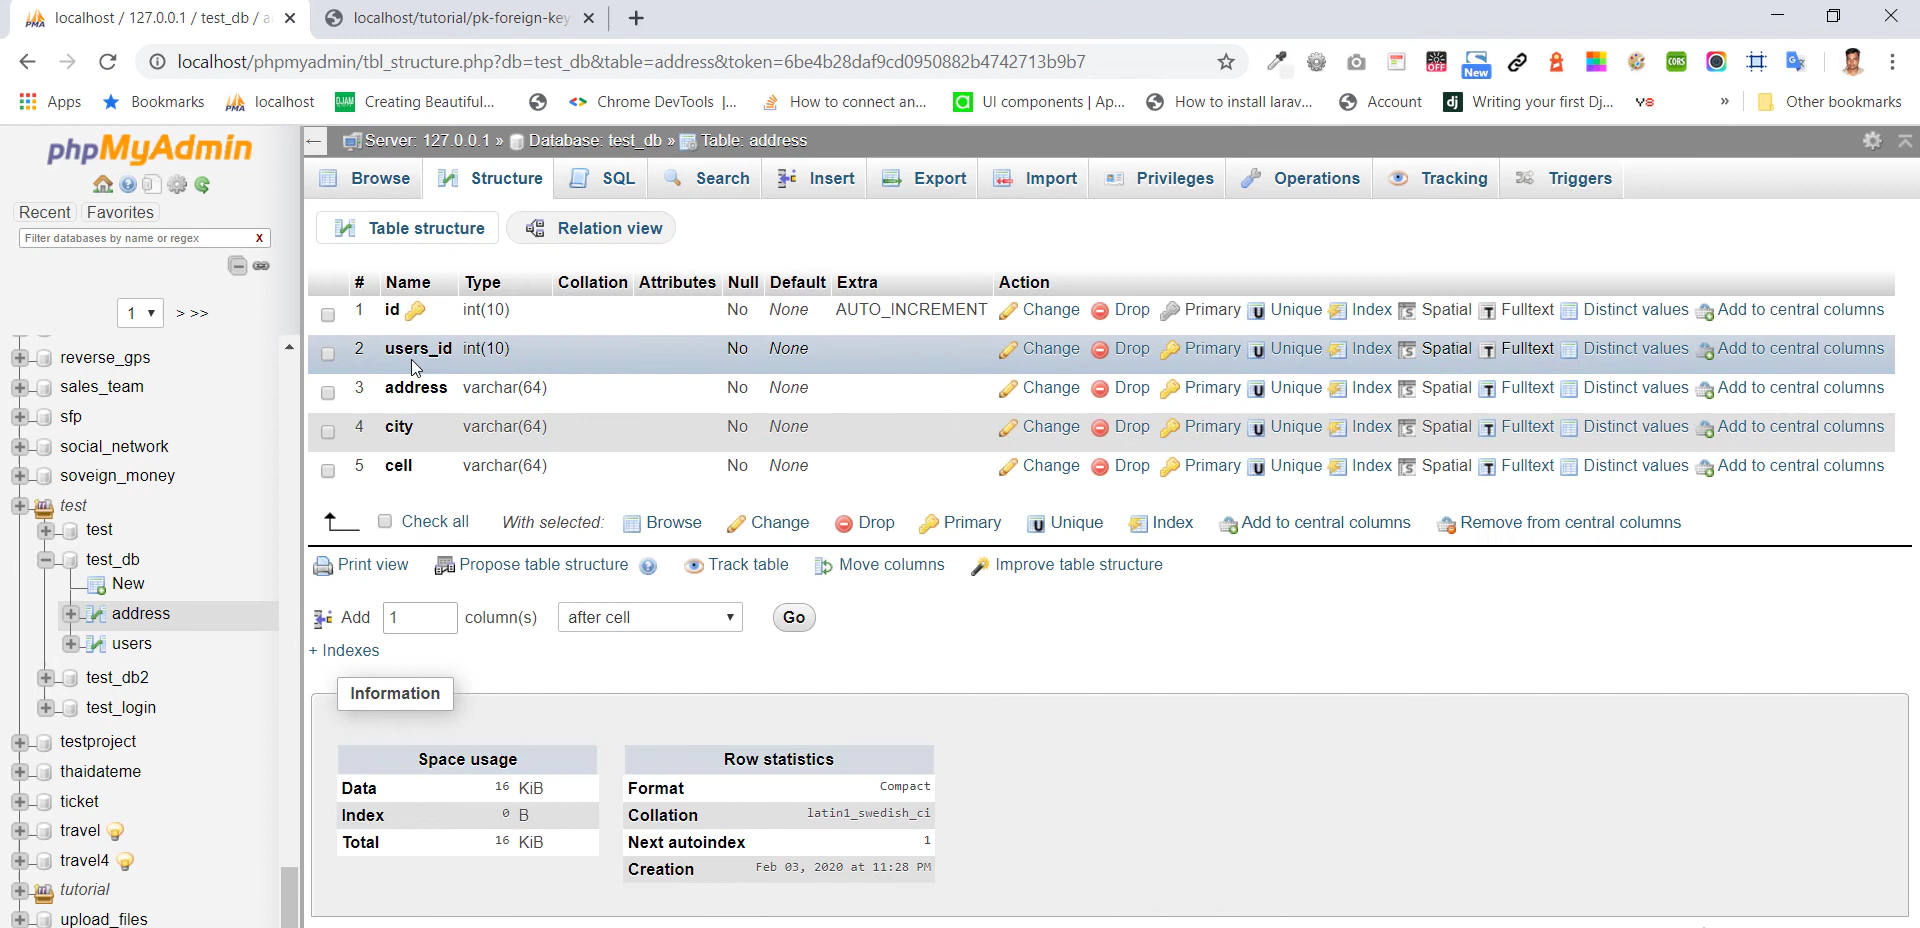 localhost / 127.0.0.1 / test_db / a
localhost/tutorial/pk-foreign-key
localhost/phpmyadmin/tbl_structure.php?db=test_db&table=address&token=6be4b28daf9cd0950882b4742713b9b7
OFF
New
CORS
Apps
Bookmarks
localhost
Creating Beautiful...
Chrome DevTools |...
How to connect an...
UI components | Ap...
How to install larav...
Account
dj Writing your first Dj...
»
Other bookmarks
phpMyAdmin
Recent
Favorites
Filter databases by name or regex X
1 > >>
reverse_gps
sales_team
sfp
social_network
soveign_money
test
test
test_db
New
address
users
test_db2
test_login
testproject
thaidateme
ticket
travel
travel4
tutorial
upload_files
Server: 127.0.0.1 » Database: test_db » Table: address
Browse Structure SQL Search Insert Export Import Privileges Operations Tracking Triggers
Table structure Relation view
# Name Type Collation Attributes Null Default Extra Action
1 id int(10) No None AUTO_INCREMENT Change Drop Primary Unique Index Spatial Fulltext Distinct values Add to central columns
2 users_id int(10) No None Change Drop Primary Unique Index Spatial Fulltext Distinct values Add to central columns
3 address varchar(64) No None Change Drop Primary Unique Index Spatial Fulltext Distinct values Add to central columns
4 city varchar(64) No None Change Drop Primary Unique Index Spatial Fulltext Distinct values Add to central columns
5 cell varchar(64) No None Change Drop Primary Unique Index Spatial Fulltext Distinct values Add to central columns
Check all With selected: Browse Change Drop Primary Unique Index Add to central columns Remove from central columns
Print view Propose table structure Track table Move columns Improve table structure
Add 1 column(s) after cell Go
+ Indexes
Information
Space usage
Data 16 KiB
Index 0 B
Total 16 KiB
Row statistics
Format Compact
Collation latin1_swedish_ci
Next autoindex 1
Creation Feb 03, 2020 at 11:28 PM